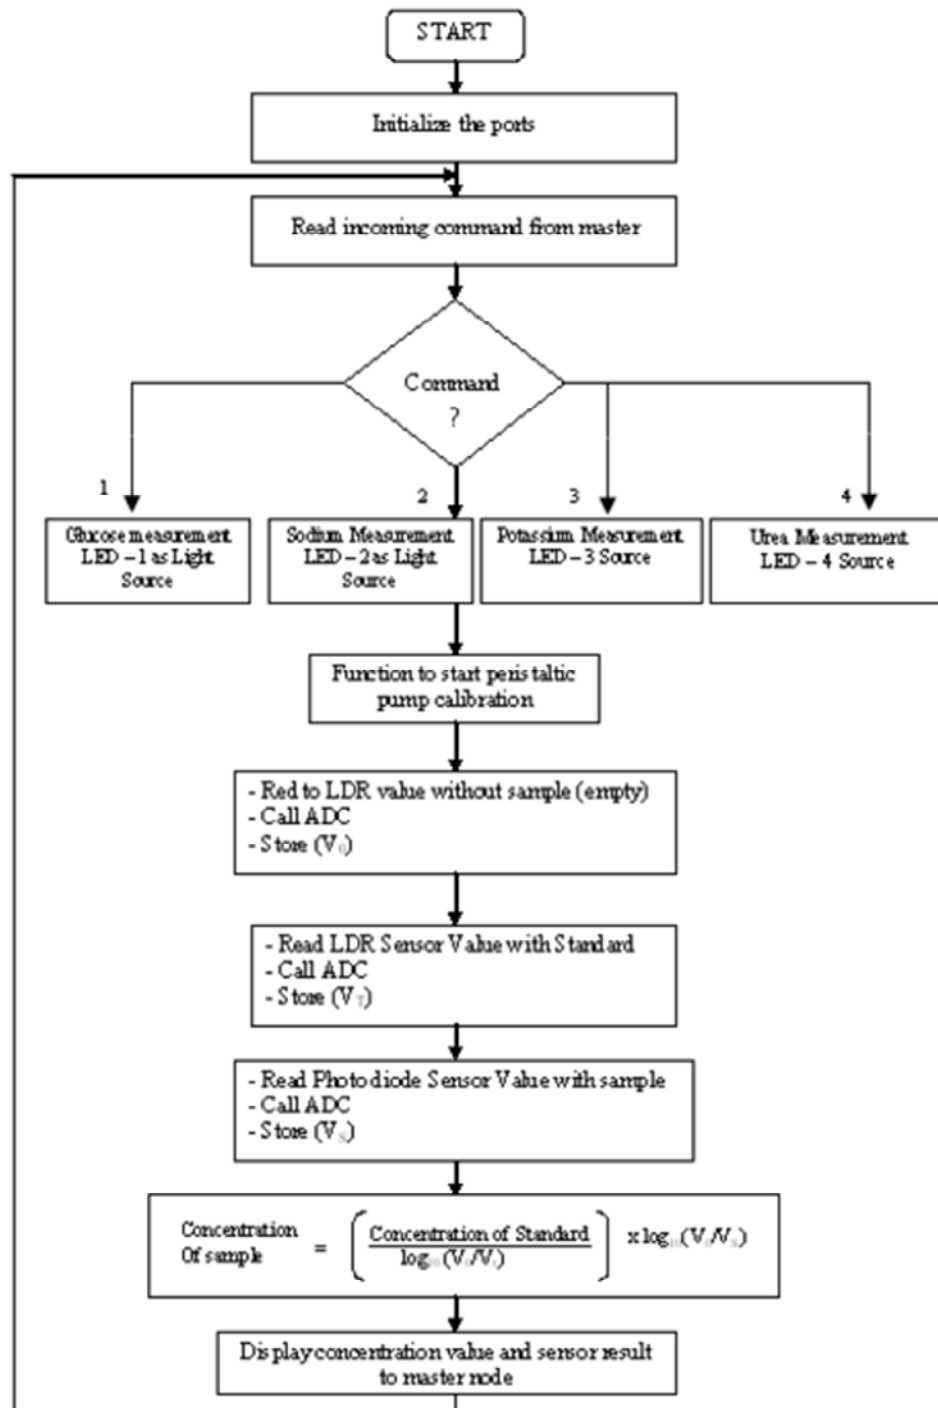 START
Initialize the ports
Read incoming command from master
Command
?
1
2
3
4
Glucose measurement
LED – 1 as Light
Source
Sodium Measurement
LED – 2 as Light
Source
Potassium Measurement
LED – 3 Source
Urea Measurement
LED – 4 Source
Function to start peristaltic
pump calibration
- Red to LDR value without sample (empty)
- Call ADC
- Store (V₀)
- Read LDR Sensor Value with Standard
- Call ADC
- Store (V_T)
- Read Photodiode Sensor Value with sample
- Call ADC
- Store (V_S)
Concentration
Of sample
=
Concentration of Standard
log₁₀(V₀/V)
x log₁₀(V₀/V_S)
Display concentration value and sensor result
to master node